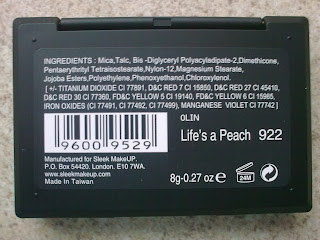 INGREDIENTS : Mica,Talc, Bis -Diglyceryl Polyacyladipate-2,Dimethicone,
Pentaerythrityl Tetraisostearate,Nylon-12,Magnesium Stearate,
Jojoba Esters,Polyethylene,Phenoxyethanol,Chloroxylenol.
[ +/- TITANIUM DIOXIDE CI 77891, D&C RED 7 CI 15850, D&C RED 27 CI 45410,
D&C RED 30 CI 77360, FD&C YELLOW 5 CI 19140, FD&C YELLOW 6 CI 15985,
IRON OXIDES (CI 77491, CI 77492, CI 77499), MANGANESE VIOLET CI 77742 ]
0LIN
9600 9529
Life's a Peach 922
Manufactured for Sleek MakeUP.
P.O. Box 54420. London. E10 7WA.
www.sleekmakeup.com
Made in Taiwan
8g-0.27 oz e
24M